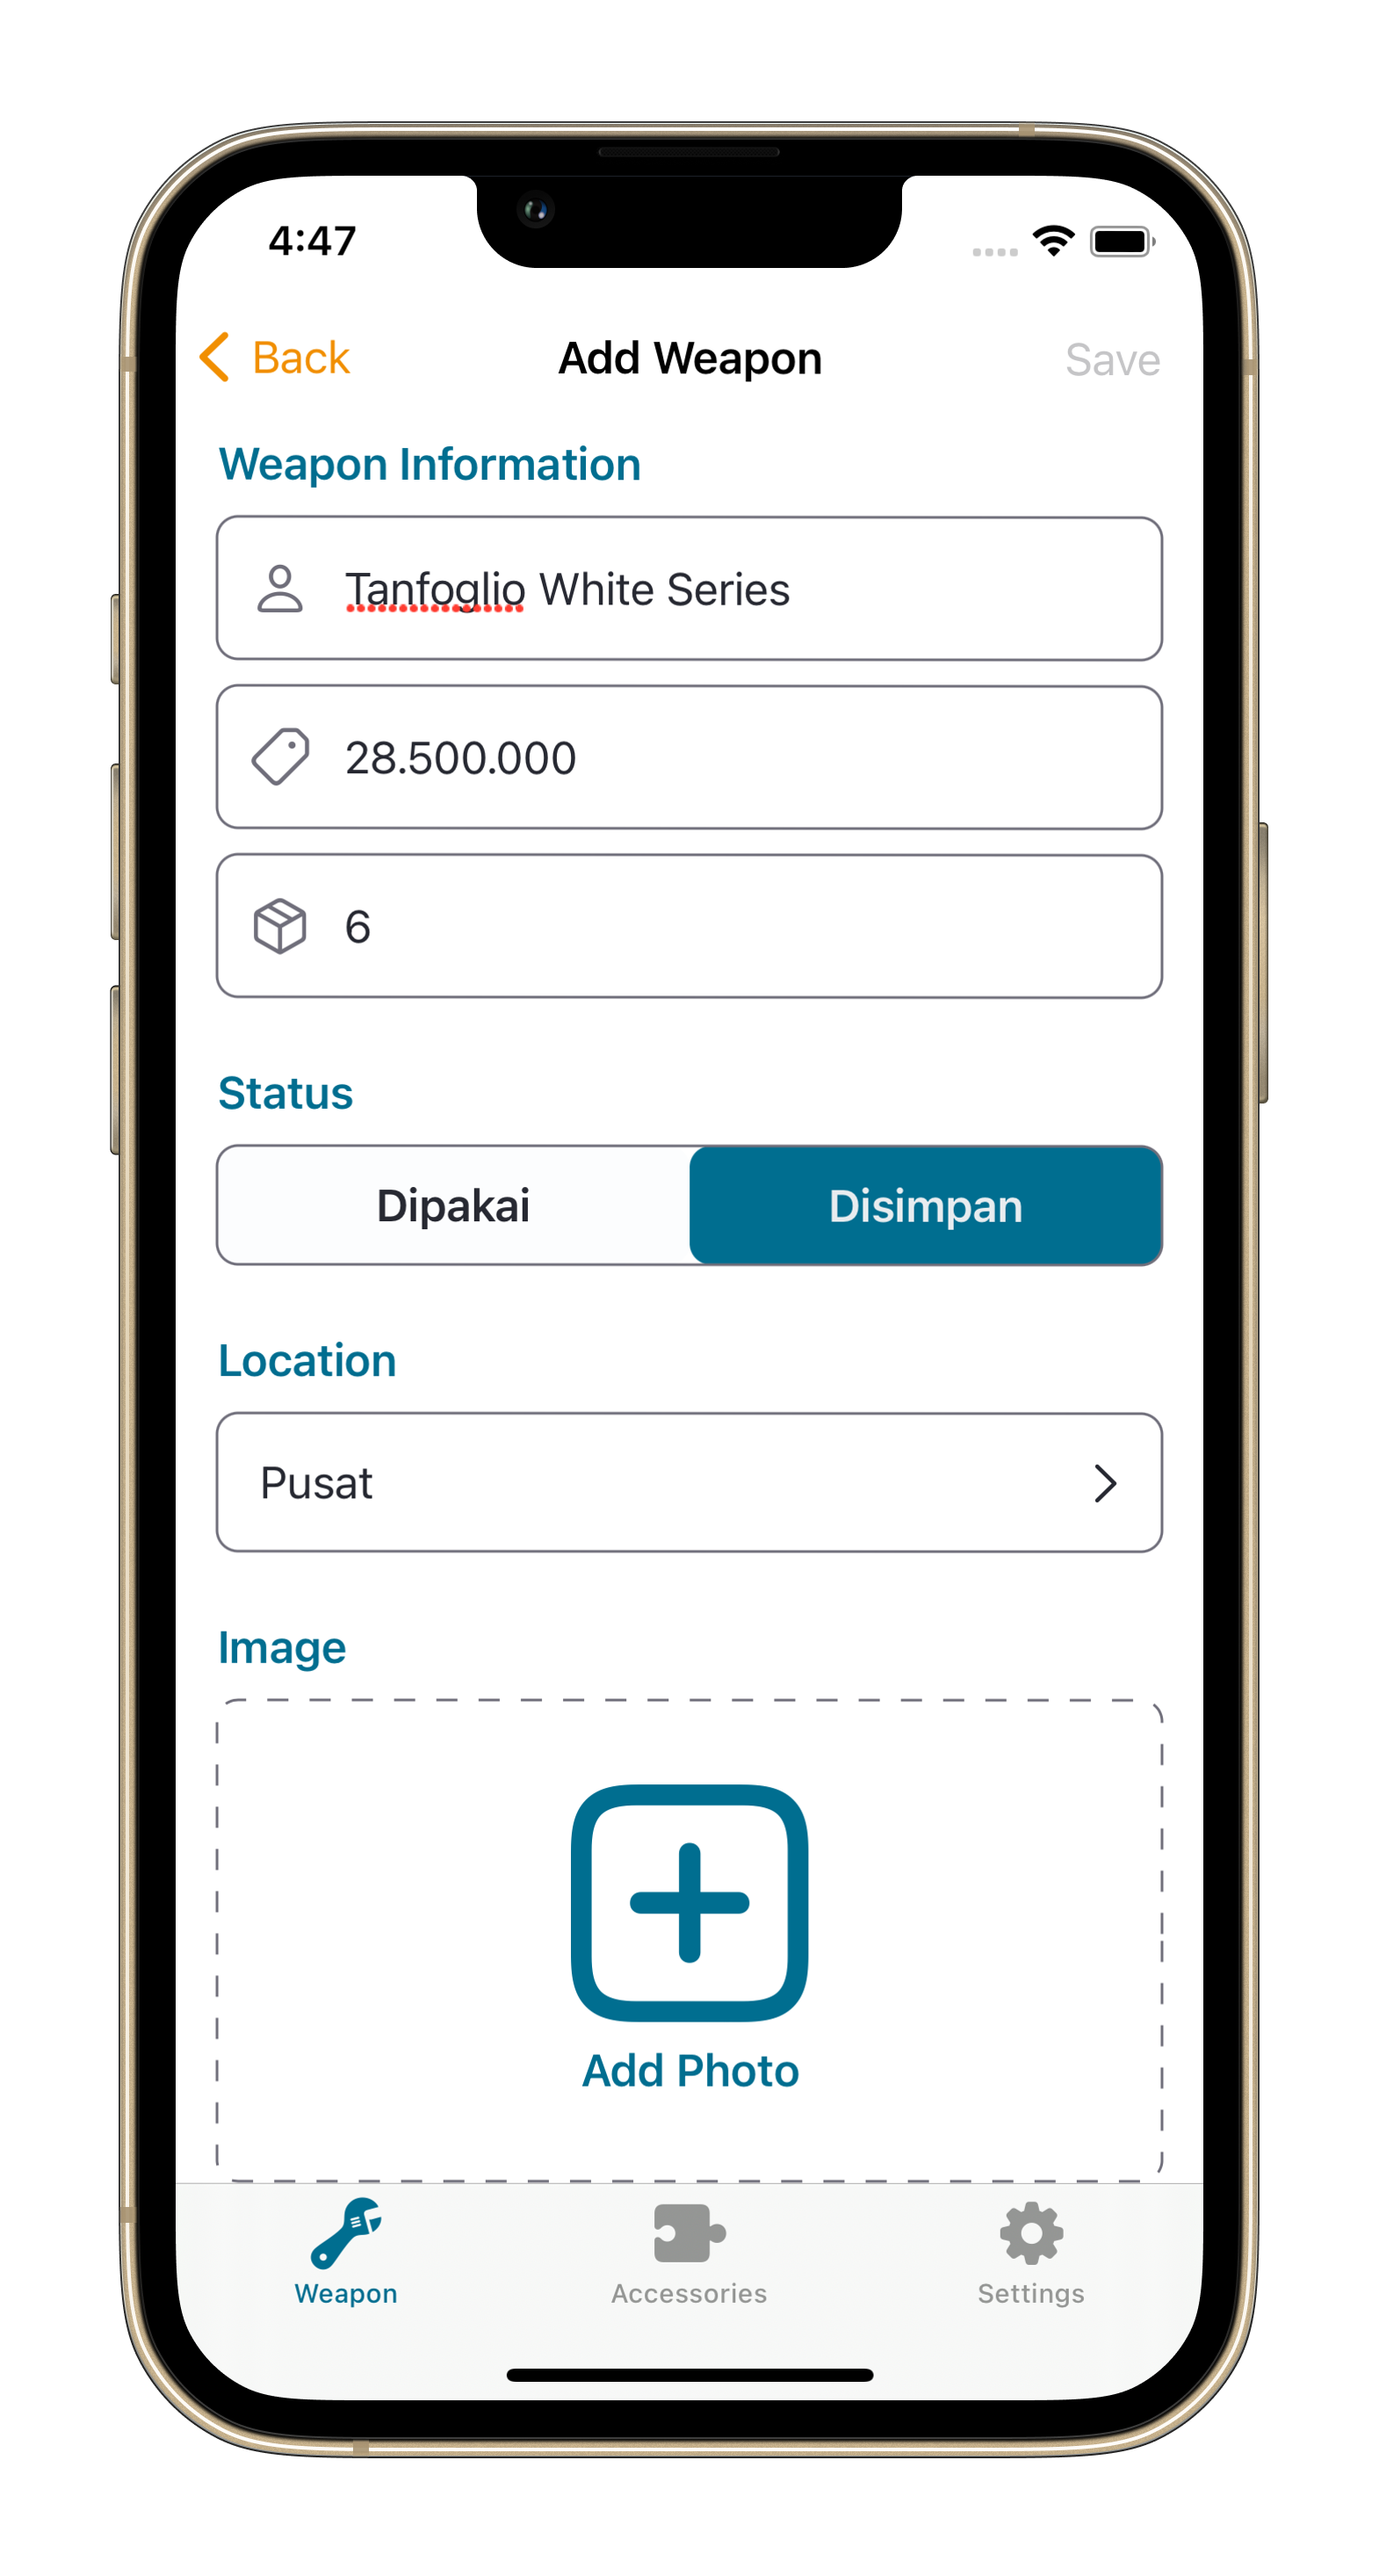 4:47
Back
Add Weapon
Save
Weapon Information
Tanfoglio White Series
28.500.000
6
Status
Dipakai
Disimpan
Location
Pusat
Image
Add Photo
Weapon
Accessories
Settings